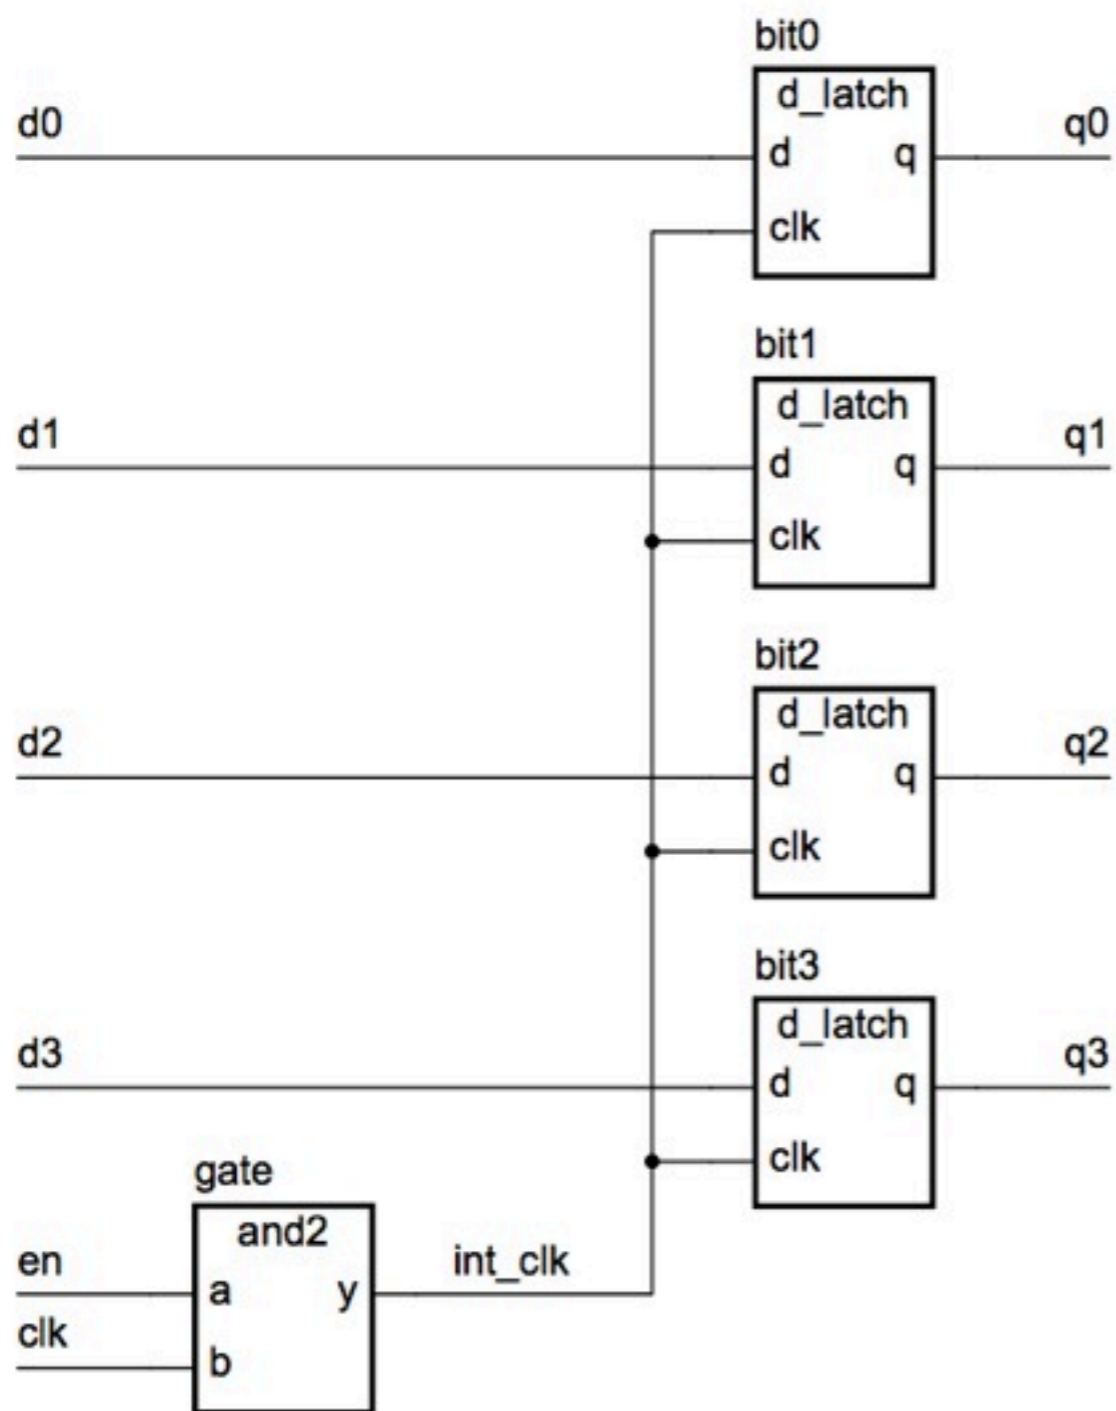 bit0
d_latch
d0
d q
q0
clk
bit1
d_latch
d1
d q
q1
clk
bit2
d_latch
d2
d q
q2
clk
bit3
d_latch
d3
d q
q3
clk
gate
and2
en
a y
int_clk
clk
b